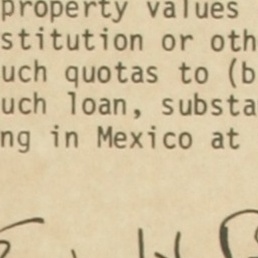 property values
stitution or oth
uch quotas to (b
uch loan, substa
ng in Mexico at